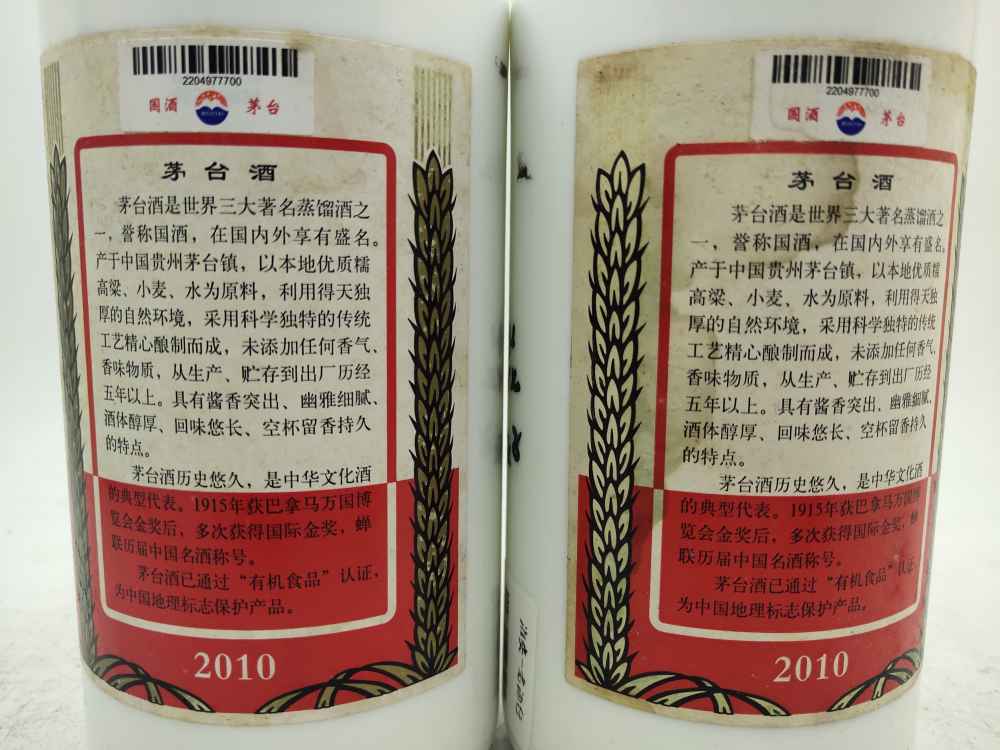 2204977700
国酒 茅台
茅台酒
茅台酒是世界三大著名蒸馏酒之
一，誉称国酒，在国内外享有盛名。
产于中国贵州茅台镇，以本地优质糯
高粱、小麦、水为原料，利用得天独
厚的自然环境，采用科学独特的传统
工艺精心酿制而成，未添加任何香气、
香味物质，从生产、贮存到出厂历经
五年以上。具有酱香突出、幽雅细腻、
酒体醇厚、回味悠长、空杯留香持久
的特点。
茅台酒历史悠久，是中华文化酒
的典型代表。1915年获巴拿马万国博
览会金奖后，多次获得国际金奖，蝉
联历届中国名酒称号。
茅台酒已通过“有机食品”认证，
为中国地理标志保护产品。
2010
2204977700
国酒 茅台
茅台酒
茅台酒是世界三大著名蒸馏酒之
一，誉称国酒，在国内外享有盛名。
产于中国贵州茅台镇，以本地优质糯
高粱、小麦、水为原料，利用得天独
厚的自然环境，采用科学独特的传统
工艺精心酿制而成，未添加任何香气、
香味物质，从生产、贮存到出厂历经
五年以上。具有酱香突出、幽雅细腻、
酒体醇厚、回味悠长、空杯留香持久
的特点。
茅台酒历史悠久，是中华文化酒
的典型代表。1915年获巴拿马万国博
览会金奖后，多次获得国际金奖，蝉
联历届中国名酒称号。
茅台酒已通过“有机食品”认证，
为中国地理标志保护产品。
2010